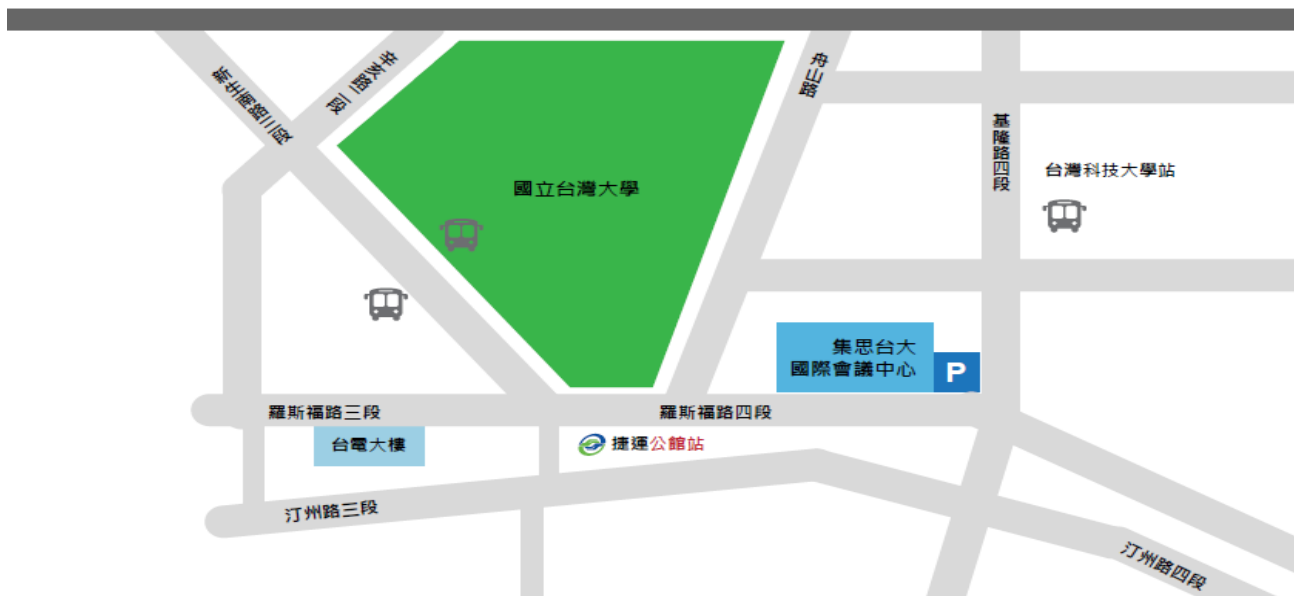 新生南路三段
辛亥路二段
舟山路
基隆路四段
台灣科技大學站
國立台灣大學
集思台大
國際會議中心
P
羅斯福路三段
羅斯福路四段
台電大樓
捷運公館站
汀州路三段
汀州路四段